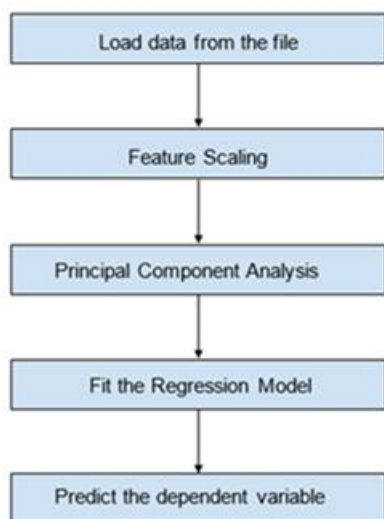 Load data from the file
Feature Scaling
Principal Component Analysis
Fit the Regression Model
Predict the dependent variable